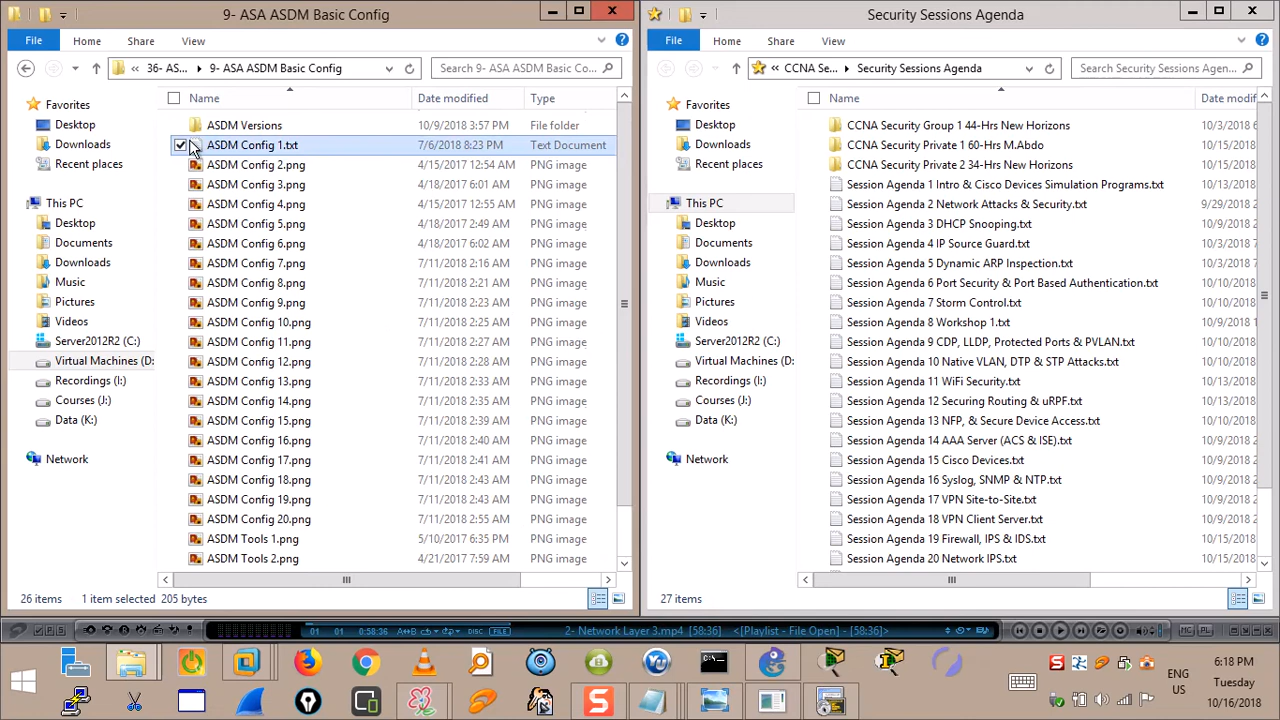 9- ASA ASDM Basic Config
File Home Share View
« 36- AS... 9- ASA ASDM Basic Config
Search 9- ASA ASDM Basic Co...
Favorites
Desktop
Downloads
Recent places
This PC
Desktop
Documents
Downloads
Music
Pictures
Videos
Server2012R2 (C:)
Virtual Machines (D:
Recordings (I:)
Courses (J:)
Data (K:)
Network
Name Date modified Type
ASDM Versions 10/9/2018 3:57 PM File folder
ASDM Config 1.txt 7/6/2018 8:23 PM Text Document
ASDM Config 2.png 4/15/2017 12:54 AM PNG image
ASDM Config 3.png 4/18/2017 6:01 AM PNG image
ASDM Config 4.png 4/15/2017 12:55 AM PNG image
ASDM Config 5.png 4/18/2017 6:01 AM PNG image
ASDM Config 6.png 4/18/2017 6:02 AM PNG image
ASDM Config 7.png 7/11/2018 2:16 AM PNG image
ASDM Config 8.png 7/11/2018 2:23 AM PNG image
ASDM Config 9.png 7/11/2018 2:23 AM PNG image
ASDM Config 10.png 7/11/2018 2:25 AM PNG image
ASDM Config 11.png 7/11/2018 2:28 AM PNG image
ASDM Config 12.png 7/11/2018 2:28 AM PNG image
ASDM Config 13.png 7/11/2018 2:33 AM PNG image
ASDM Config 14.png 7/11/2018 2:35 AM PNG image
ASDM Config 15.png 7/11/2018 2:39 AM PNG image
ASDM Config 16.png 7/11/2018 2:40 AM PNG image
ASDM Config 17.png 7/11/2018 2:41 AM PNG image
ASDM Config 18.png 7/11/2018 2:43 AM PNG image
ASDM Config 19.png 7/11/2018 2:43 AM PNG image
ASDM Config 20.png 7/11/2018 2:55 AM PNG image
ASDM Tools 1.png 5/10/2017 6:35 PM PNG image
ASDM Tools 2.png 4/21/2017 7:59 AM PNG image
26 items 1 item selected 205 bytes
Security Sessions Agenda
File Home Share View
« CCNA Se... Security Sessions Agenda
Search Security Sessions Agen...
Favorites
Desktop
Downloads
Recent places
This PC
Desktop
Documents
Downloads
Music
Pictures
Videos
Server2012R2 (C:)
Virtual Machines (D:
Recordings (I:)
Courses (J:)
Data (K:)
Network
Name Date modified
CCNA Security Group 1 44-Hrs New Horizons 10/3/2018 6
CCNA Security Private 1 60-Hrs M.Abdo 10/9/2018 6
CCNA Security Private 2 34-Hrs New Horizons 10/15/2018
Session Agenda 1 Intro & Cisco Devices Simulation Programs.txt 10/13/2018
Session Agenda 2 Network Attacks & Security.txt 9/29/2018
Session Agenda 3 DHCP Snooping.txt 10/13/2018
Session Agenda 4 IP Source Guard.txt 10/13/2018
Session Agenda 5 Dynamic ARP Inspection.txt 10/13/2018
Session Agenda 6 Port Security & Port Based Authentication.txt 10/13/2018
Session Agenda 7 Storm Control.txt 10/13/2018
Session Agenda 8 Workshop 1.txt 10/13/2018
Session Agenda 9 CDP, LLDP, Protected Ports & PVLAN.txt 10/13/2018
Session Agenda 10 Native VLAN, DTP & STP Attacks.txt 10/13/2018
Session Agenda 11 WiFi Security.txt 10/13/2018
Session Agenda 12 Securing Routing & uRPF.txt 10/13/2018
Session Agenda 13 NFP, & Secure Device Access.txt 10/13/2018
Session Agenda 14 AAA Server (ACS & ISE).txt 10/13/2018
Session Agenda 15 Cisco Devices.txt 10/13/2018
Session Agenda 16 Syslog, SNMP & NTP.txt 10/9/2018
Session Agenda 17 VPN Site-to-Site.txt 10/9/2018
Session Agenda 18 VPN Client Server.txt 10/9/2018
Session Agenda 19 Firewall, IPS & IDS.txt 10/15/2018
Session Agenda 20 Network IPS.txt 10/15/2018
27 items
01 01 0:58:36 A↔B DISC FILE 2- Network Layer 3.mp4 [58:36] <[Playlist - File Open] - [58:36]> MC PL
ENG
US
6:18 PM
Tuesday
10/16/2018